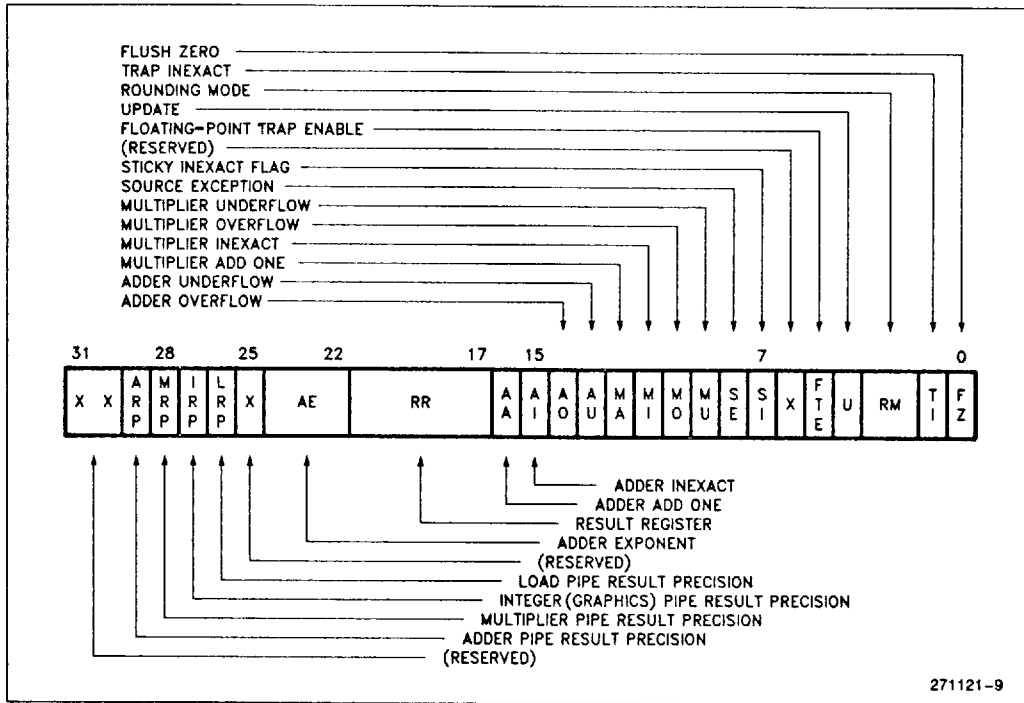 FLUSH ZERO
TRAP INEXACT
ROUNDING MODE
UPDATE
FLOATING-POINT TRAP ENABLE
(RESERVED)
STICKY INEXACT FLAG
SOURCE EXCEPTION
MULTIPLIER UNDERFLOW
MULTIPLIER OVERFLOW
MULTIPLIER INEXACT
MULTIPLIER ADD ONE
ADDER UNDERFLOW
ADDER OVERFLOW
31 28 25 22 17 15 7 0
X X ARP MRP IRP LRP X AE RR AA AI AO AU MA MI MO MU SE SI X FTE U RM TI FZ
ADDER INEXACT
ADDER ADD ONE
RESULT REGISTER
ADDER EXPONENT
(RESERVED)
LOAD PIPE RESULT PRECISION
INTEGER (GRAPHICS) PIPE RESULT PRECISION
MULTIPLIER PIPE RESULT PRECISION
ADDER PIPE RESULT PRECISION
(RESERVED)
271121-9